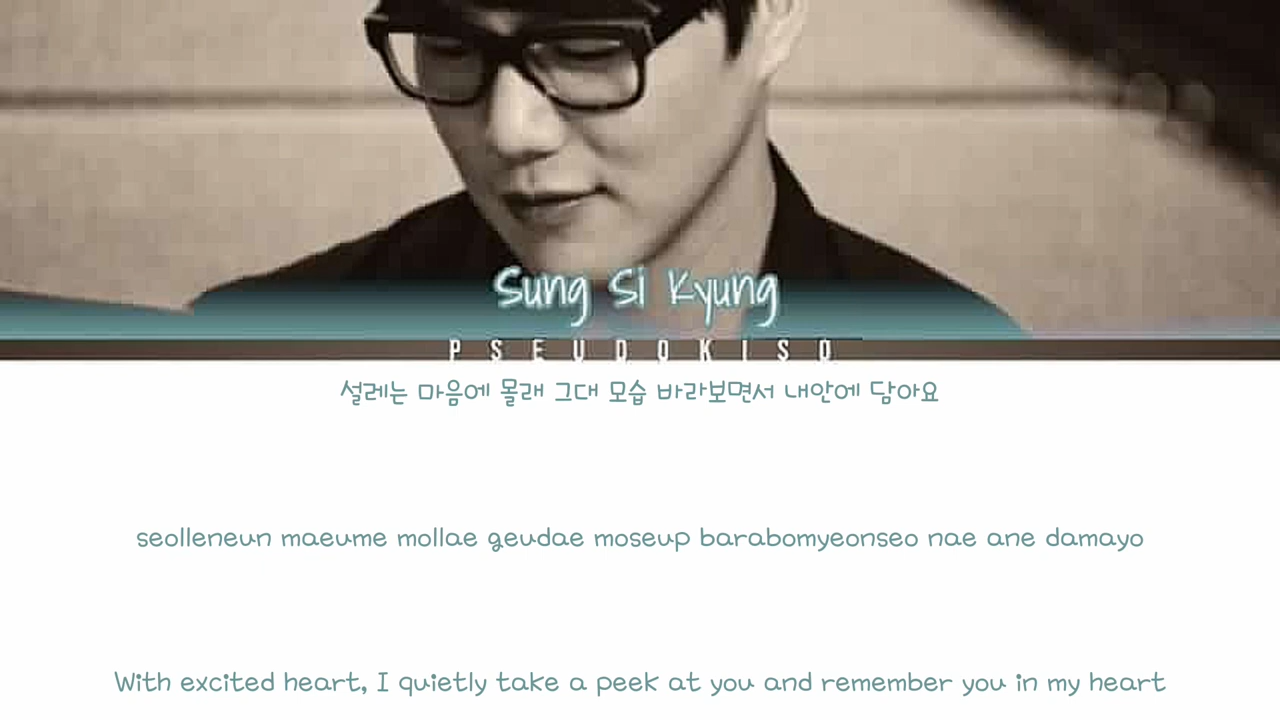 Sung Si Kyung
PSEUDOKISO
설레는 마음에 몰래 그대 모습 바라보면서 내안에 담아요
seolleneun maeume mollae geudae moseup barabomyeonseo nae ane damayo
With excited heart, I quietly take a peek at you and remember you in my heart